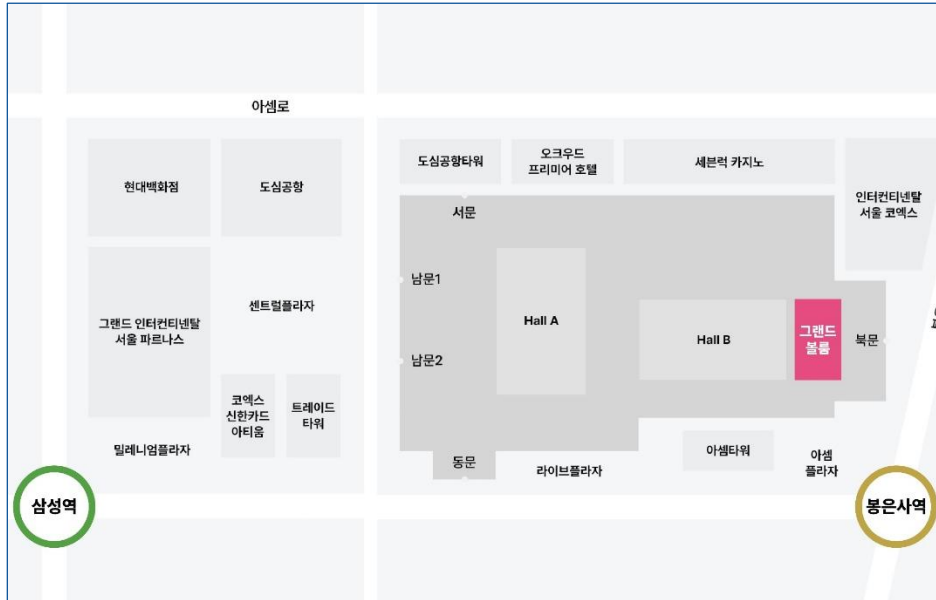 아셈로
현대백화점
도심공항
도심공항타워
오크우드
프리미어 호텔
세븐럭 카지노
인터컨티넨탈
서울 코엑스
서문
남문1
남문2
Hall A
Hall B
그랜드
볼룸
북문
그랜드 인터컨티넨탈
서울 파르나스
센트럴플라자
코엑스
신한카드
아티움
트레이드
타워
밀레니엄플라자
동문
라이브플라자
아셈타워
아셈
플라자
삼성역
봉은사역